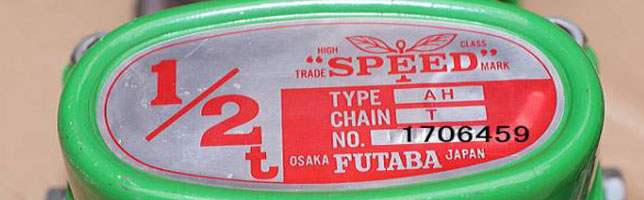 1/2t
HIGH CLASS
TRADE "SPEED" MARK
TYPE AH
CHAIN T
NO. 1706459
OSAKA FUTABA JAPAN